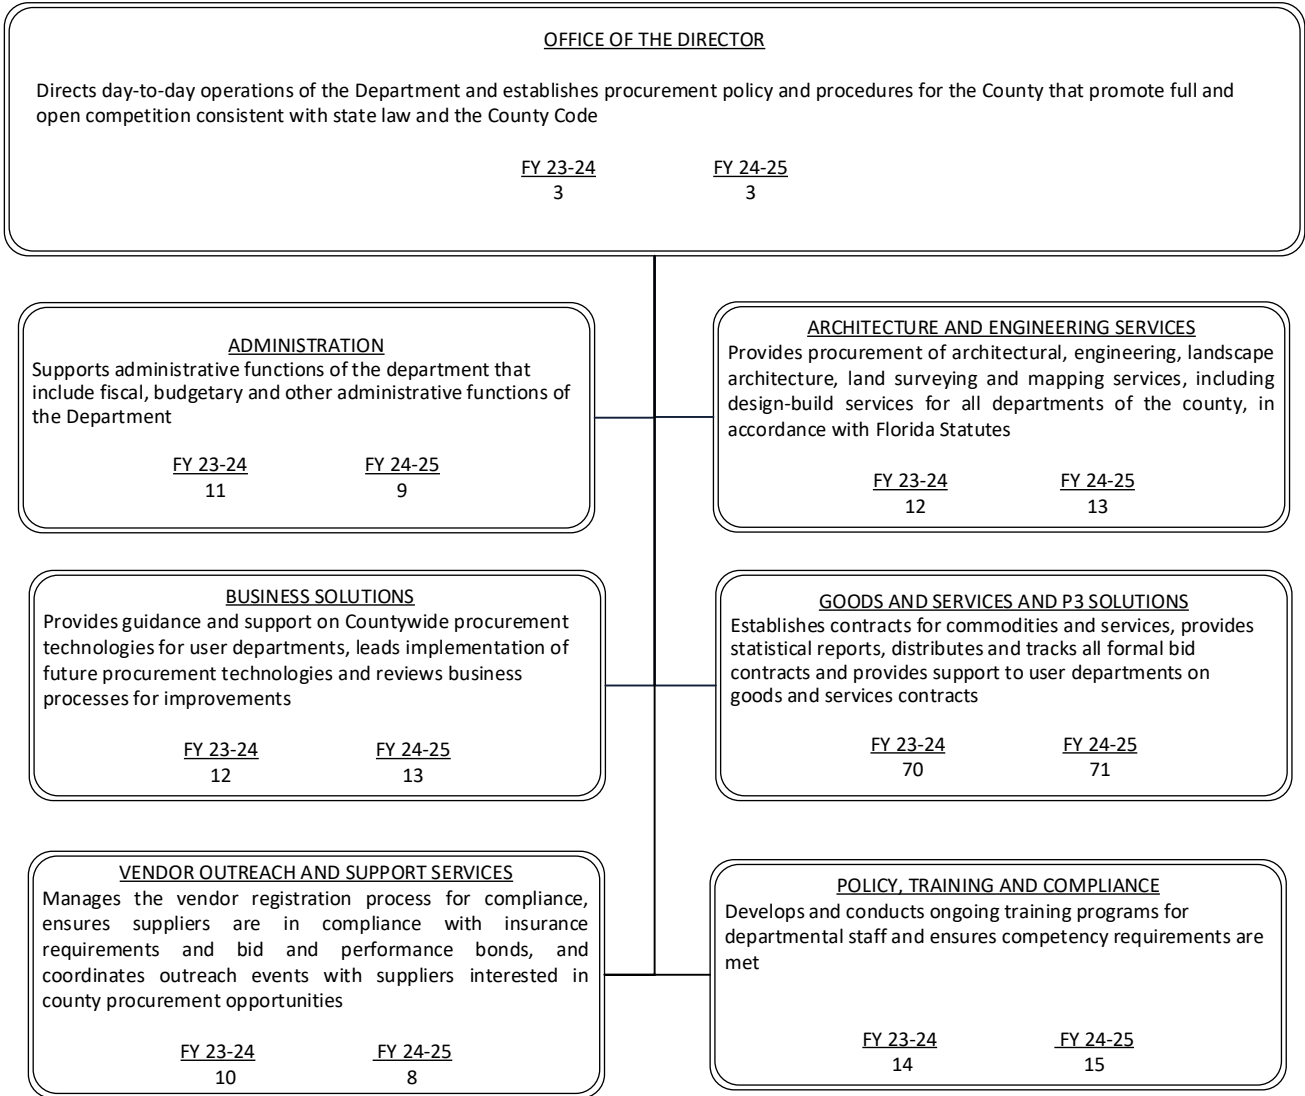 OFFICE OF THE DIRECTOR
Directs day-to-day operations of the Department and establishes procurement policy and procedures for the County that promote full and
open competition consistent with state law and the County Code
FY 23-24 FY 24-25
3 3
ADMINISTRATION
Supports administrative functions of the department that
include fiscal, budgetary and other administrative functions of
the Department
FY 23-24 FY 24-25
11 9
ARCHITECTURE AND ENGINEERING SERVICES
Provides procurement of architectural, engineering, landscape
architecture, land surveying and mapping services, including
design-build services for all departments of the county, in
accordance with Florida Statutes
FY 23-24 FY 24-25
12 13
BUSINESS SOLUTIONS
Provides guidance and support on Countywide procurement
technologies for user departments, leads implementation of
future procurement technologies and reviews business
processes for improvements
FY 23-24 FY 24-25
12 13
GOODS AND SERVICES AND P3 SOLUTIONS
Establishes contracts for commodities and services, provides
statistical reports, distributes and tracks all formal bid
contracts and provides support to user departments on
goods and services contracts
FY 23-24 FY 24-25
70 71
VENDOR OUTREACH AND SUPPORT SERVICES
Manages the vendor registration process for compliance,
ensures suppliers are in compliance with insurance
requirements and bid and performance bonds, and
coordinates outreach events with suppliers interested in
county procurement opportunities
FY 23-24 FY 24-25
10 8
POLICY, TRAINING AND COMPLIANCE
Develops and conducts ongoing training programs for
departmental staff and ensures competency requirements are
met
FY 23-24 FY 24-25
14 15